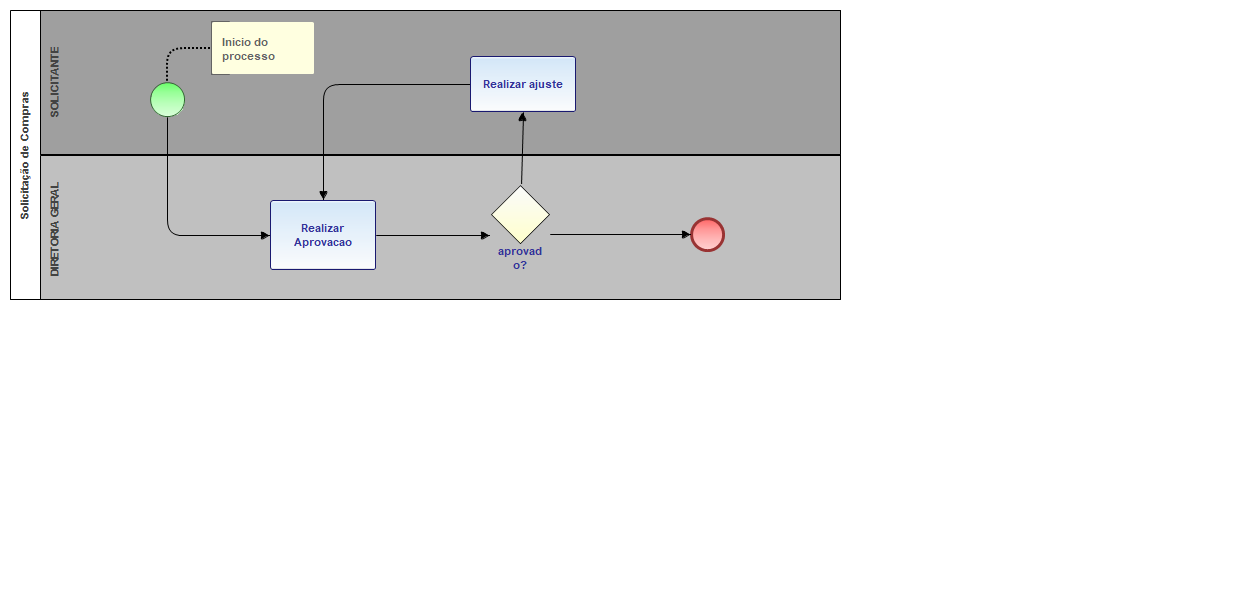 Solicitação de Compras
SOLICITANTE
Inicio do
processo
Realizar ajuste
DIRETORIA GERAL
Realizar
Aprovacao
aprovad
o?